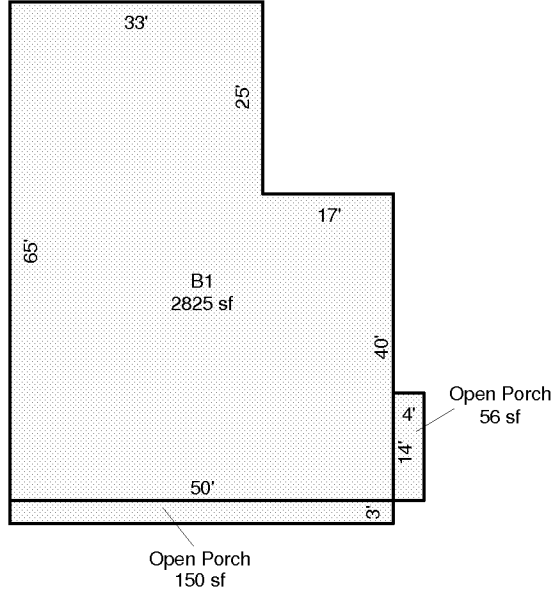 33'
25'
17'
65'
B1
2825 sf
40'
Open Porch
56 sf
4'
14'
50'
3'
Open Porch
150 sf